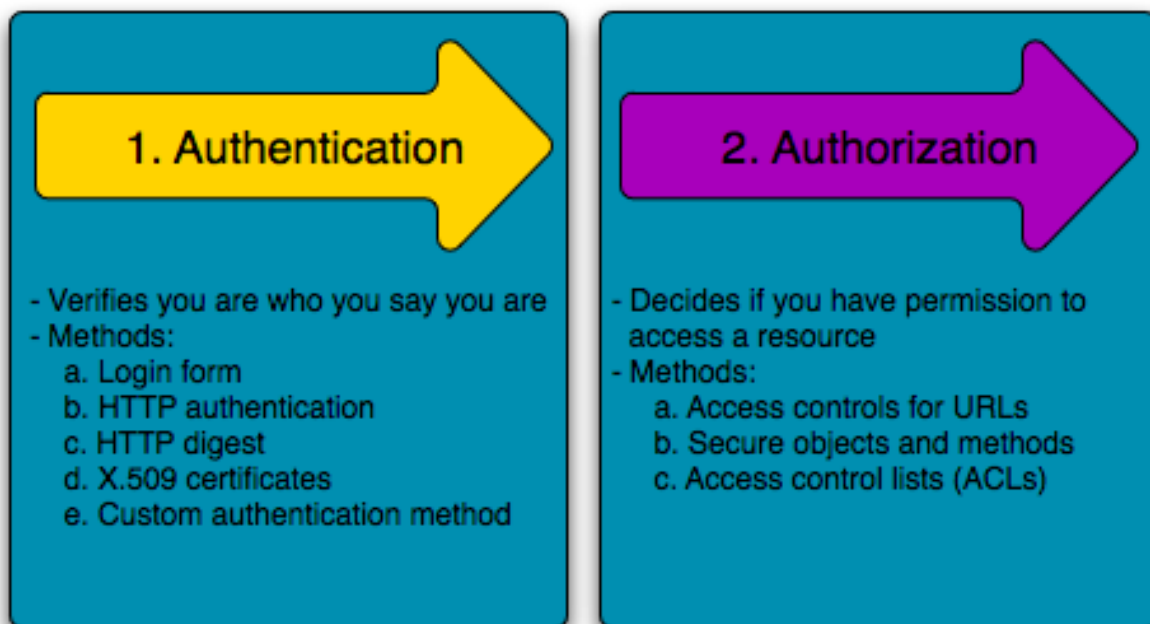 1. Authentication
- Verifies you are who you say you are
- Methods:
a. Login form
b. HTTP authentication
c. HTTP digest
d. X.509 certificates
e. Custom authentication method
2. Authorization
- Decides if you have permission to
access a resource
- Methods:
a. Access controls for URLs
b. Secure objects and methods
c. Access control lists (ACLs)